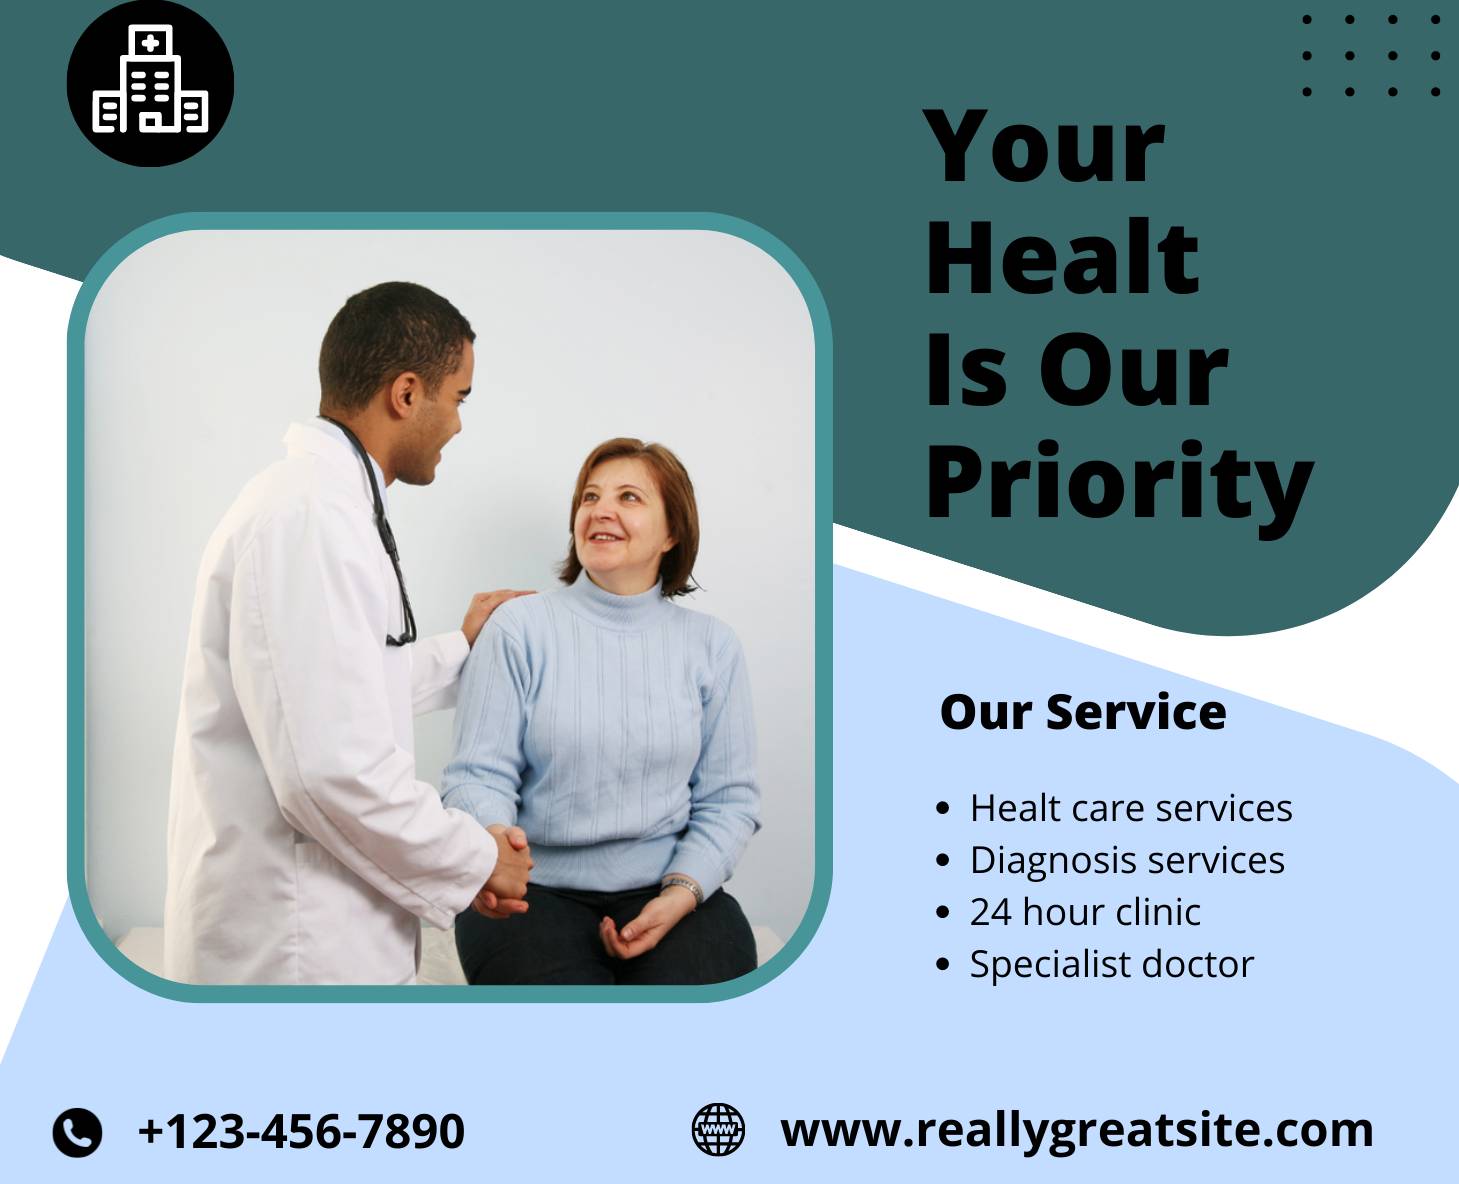 Your
Healt
Is Our
Priority
Our Service
Healt care services
Diagnosis services
24 hour clinic
Specialist doctor
+123-456-7890
www
www.reallygreatsite.com